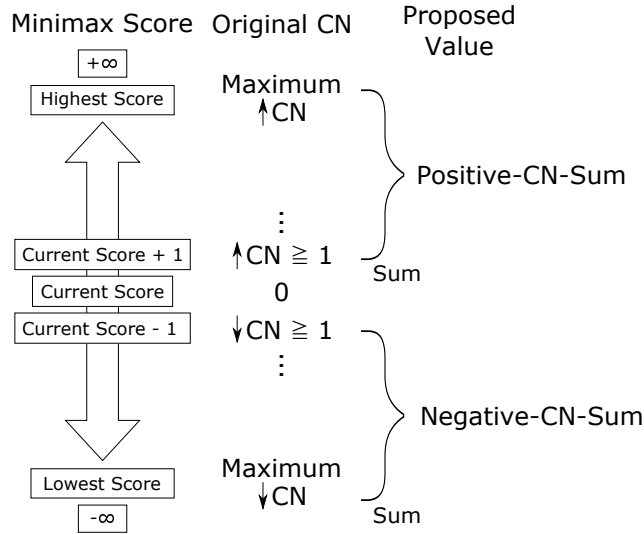 Minimax Score Original CN Proposed Value
+∞
Highest Score Maximum
↑CN
Positive-CN-Sum
⋮
Current Score + 1 ↑CN ≧ 1 Sum
Current Score 0
Current Score - 1 ↓CN ≧ 1
⋮
Negative-CN-Sum
Lowest Score Maximum
↓CN Sum
-∞